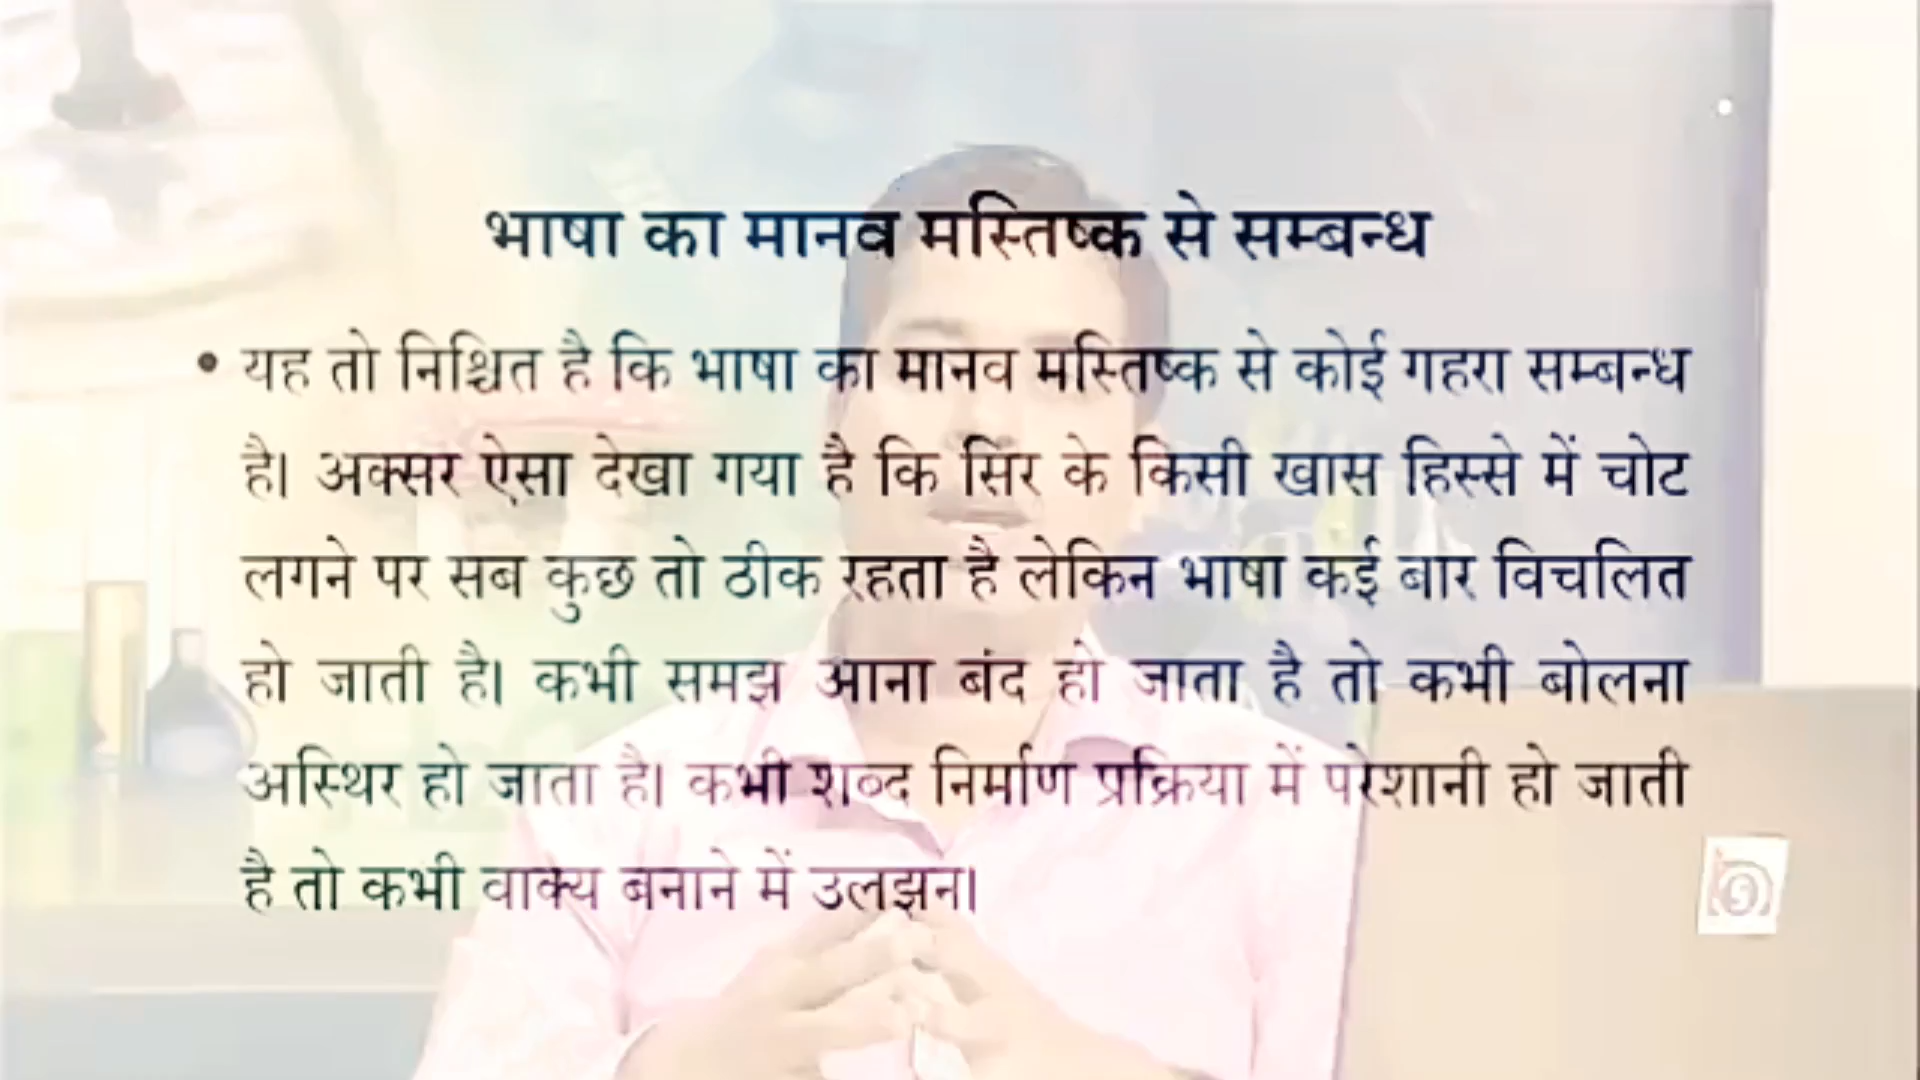 भाषा का मानव मस्तिष्क से सम्बन्ध
• यह तो निश्चित है कि भाषा का मानव मस्तिष्क से कोई गहरा सम्बन्ध
है। अक्सर ऐसा देखा गया है कि सिर के किसी खास हिस्से में चोट
लगने पर सब कुछ तो ठीक रहता है लेकिन भाषा कई बार विचलित
हो जाती है। कभी समझ आना बंद हो जाता है तो कभी बोलना
अस्थिर हो जाता है। कभी शब्द निर्माण प्रक्रिया में परेशानी हो जाती
है तो कभी वाक्य बनाने में उलझन।